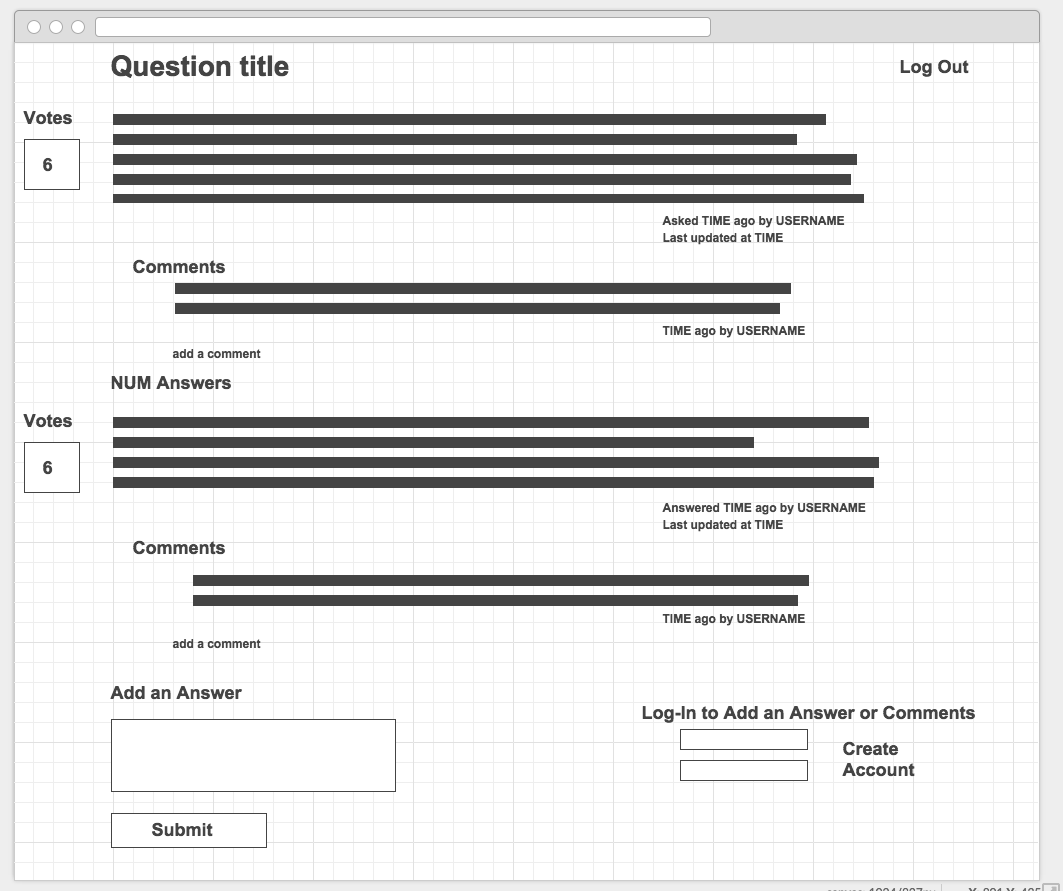 Question title
Log Out
Votes
6
Asked TIME ago by USERNAME
Last updated at TIME
Comments
TIME ago by USERNAME
add a comment
NUM Answers
Votes
6
Answered TIME ago by USERNAME
Last updated at TIME
Comments
TIME ago by USERNAME
add a comment
Add an Answer
Log-In to Add an Answer or Comments
Create
Account
Submit